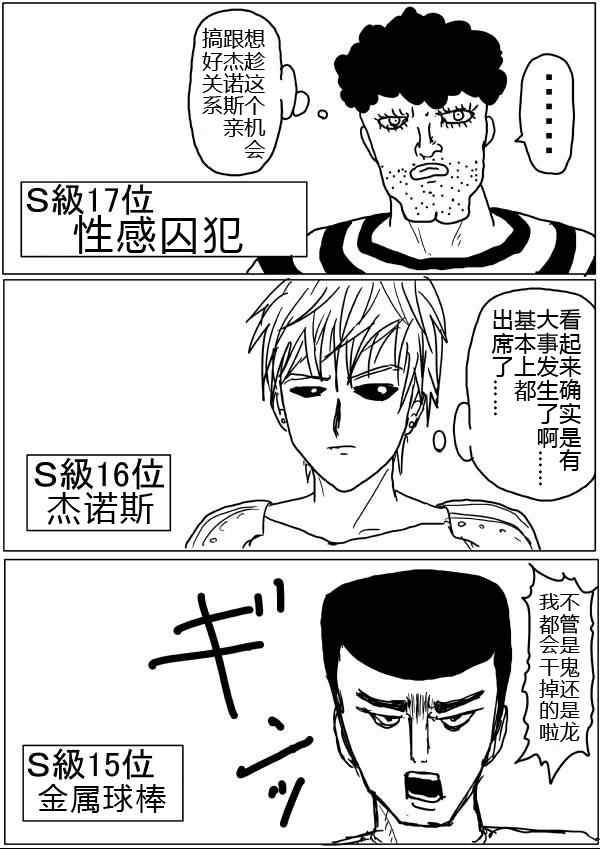 ……
想趁这个机会
跟杰诺斯亲
搞好关系
S級17位
性感囚犯
看起来确实是有
大事发生了啊……
基本上都
出席了……
S級16位
杰诺斯
不管是鬼还是龙
我都会干掉的啦
ギンッ
S級15位
金属球棒